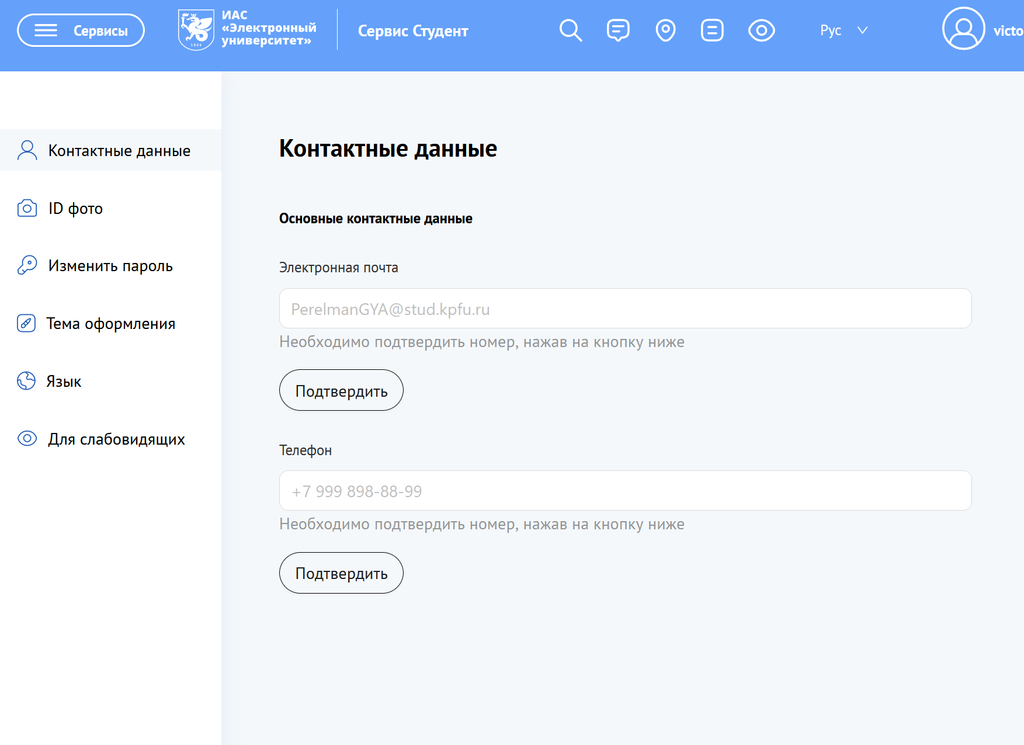 Сервисы
ИАС
«Электронный
университет»
Сервис Студент
Рус
victo
Контактные данные
ID фото
Изменить пароль
Тема оформления
Язык
Для слабовидящих
Контактные данные
Основные контактные данные
Электронная почта
PerelmanGYA@stud.kpfu.ru
Необходимо подтвердить номер, нажав на кнопку ниже
Подтвердить
Телефон
+7 999 898-88-99
Необходимо подтвердить номер, нажав на кнопку ниже
Подтвердить